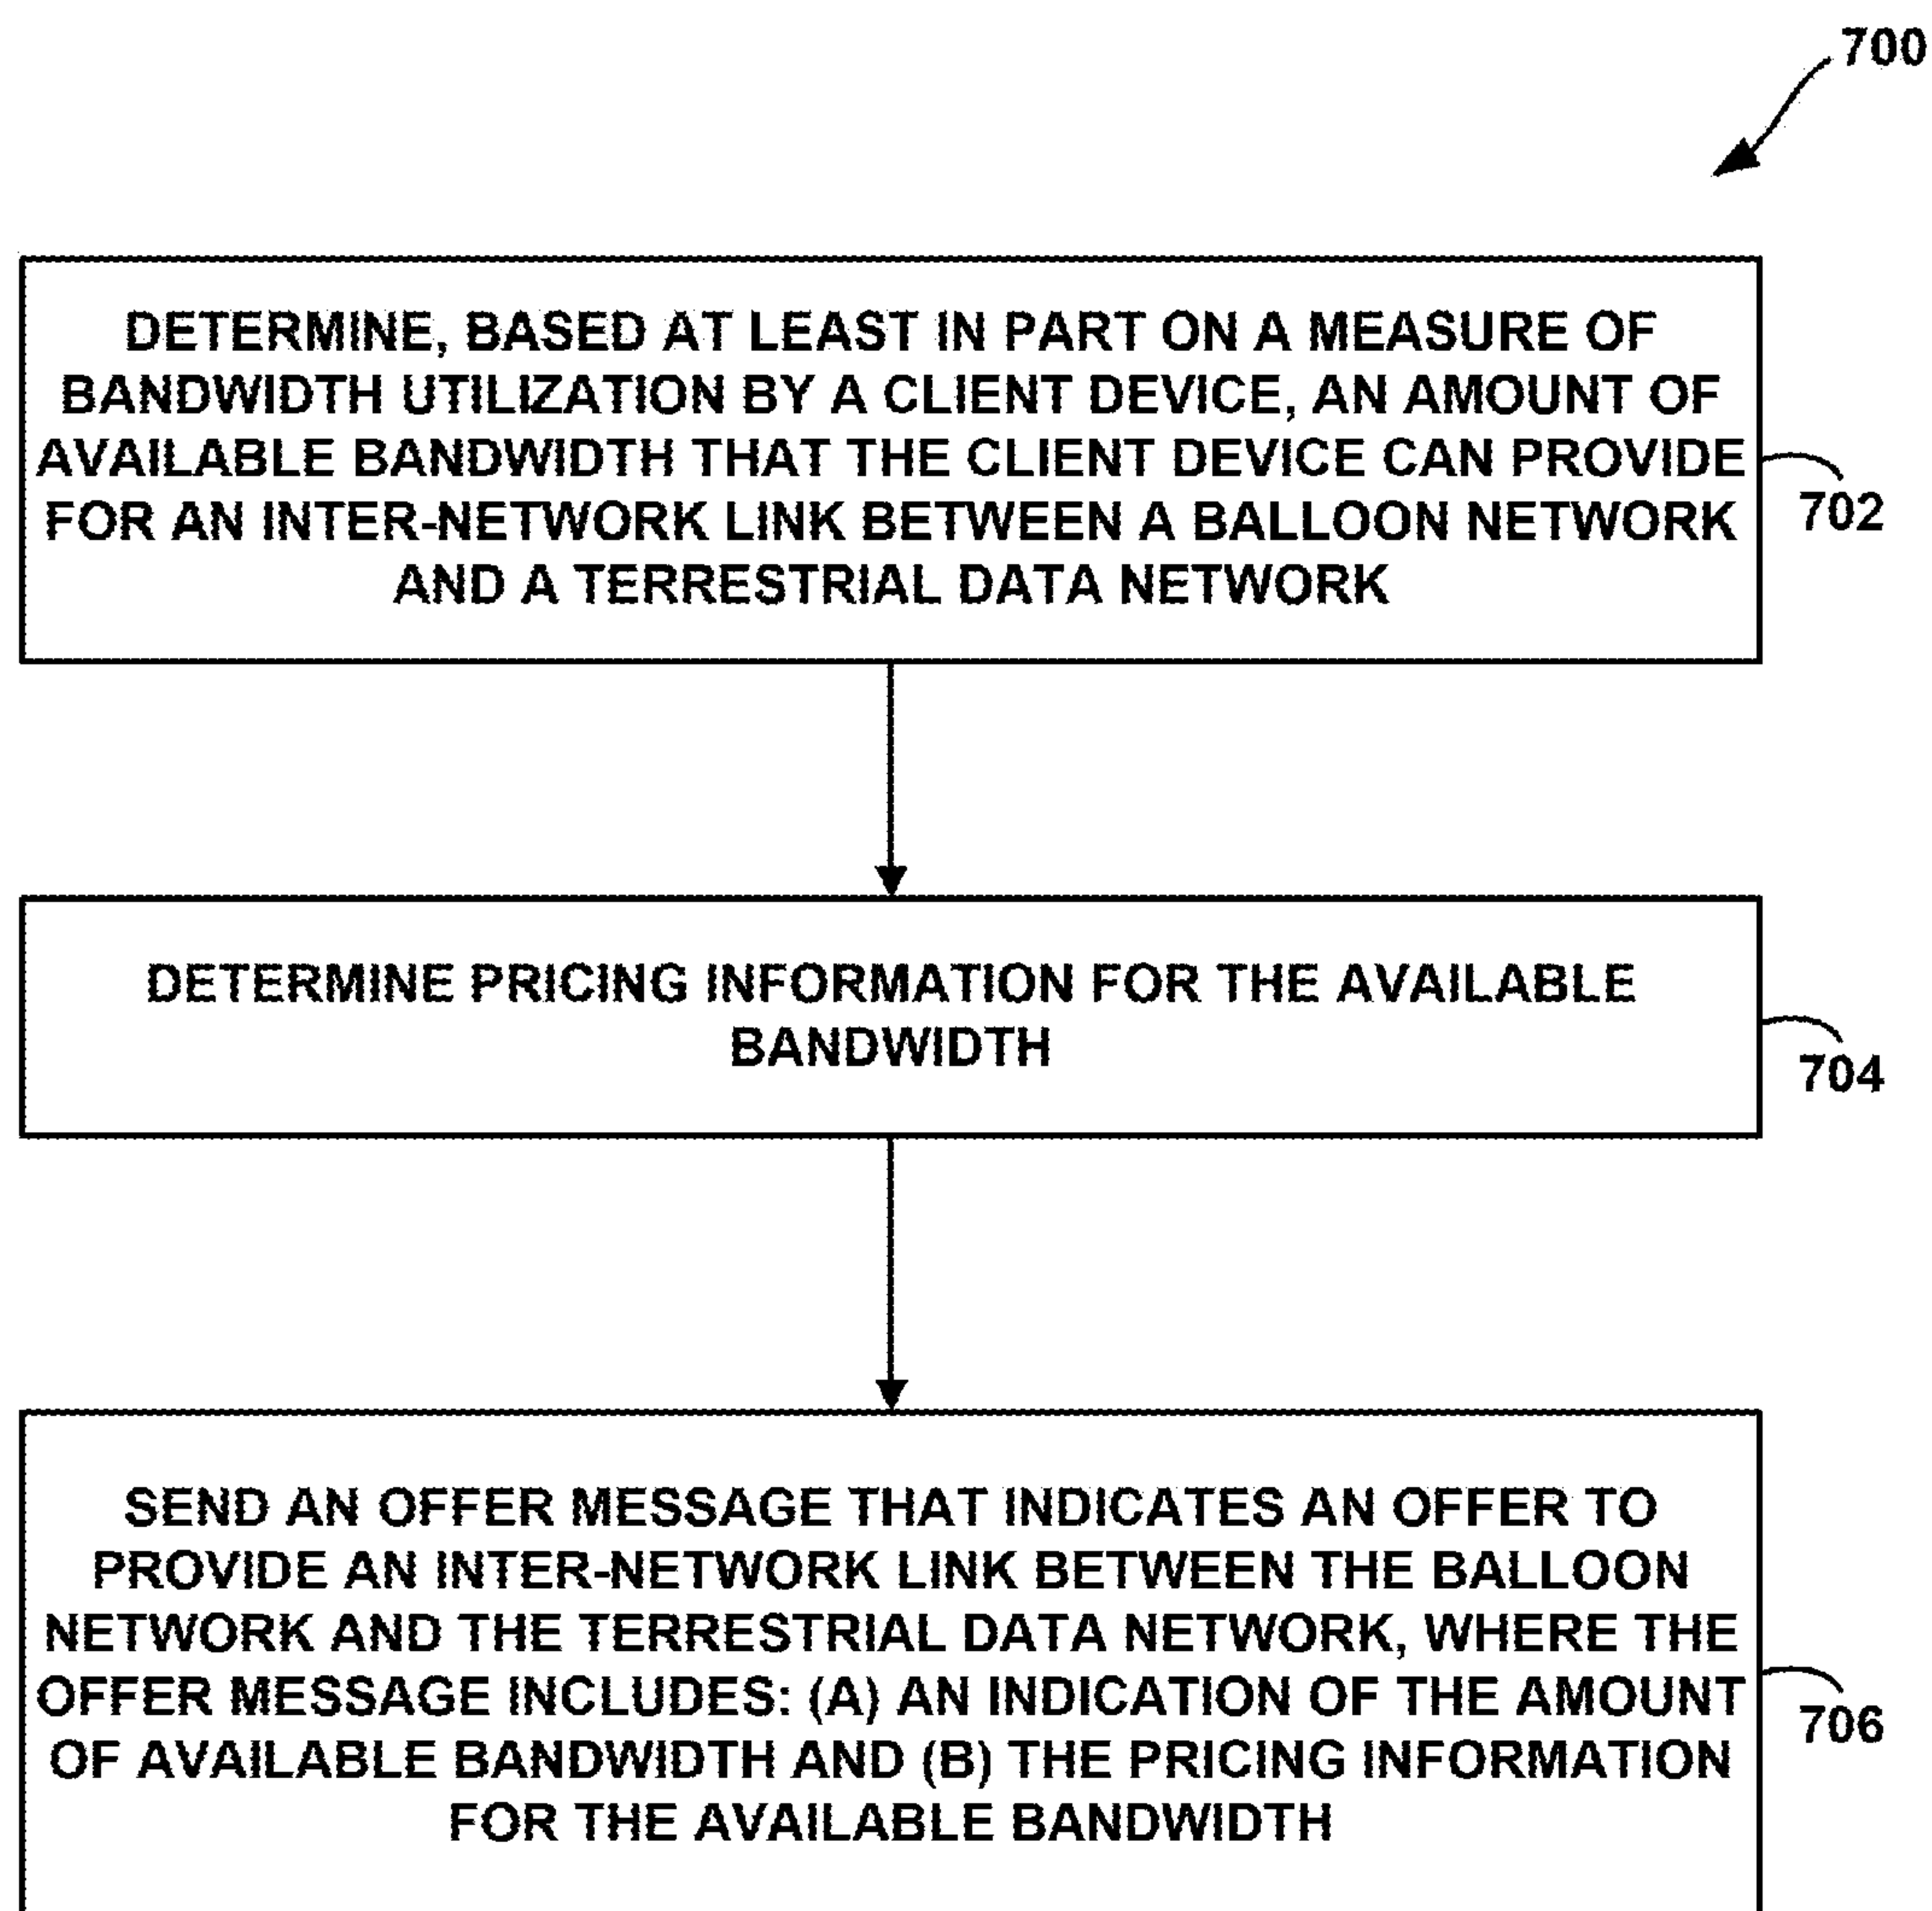 700
DETERMINE, BASED AT LEAST IN PART ON A MEASURE OF
BANDWIDTH UTILIZATION BY A CLIENT DEVICE, AN AMOUNT OF
AVAILABLE BANDWIDTH THAT THE CLIENT DEVICE CAN PROVIDE
FOR AN INTER-NETWORK LINK BETWEEN A BALLOON NETWORK
AND A TERRESTRIAL DATA NETWORK
702
DETERMINE PRICING INFORMATION FOR THE AVAILABLE
BANDWIDTH
704
SEND AN OFFER MESSAGE THAT INDICATES AN OFFER TO
PROVIDE AN INTER-NETWORK LINK BETWEEN THE BALLOON
NETWORK AND THE TERRESTRIAL DATA NETWORK, WHERE THE
OFFER MESSAGE INCLUDES: (A) AN INDICATION OF THE AMOUNT
OF AVAILABLE BANDWIDTH AND (B) THE PRICING INFORMATION
FOR THE AVAILABLE BANDWIDTH
706